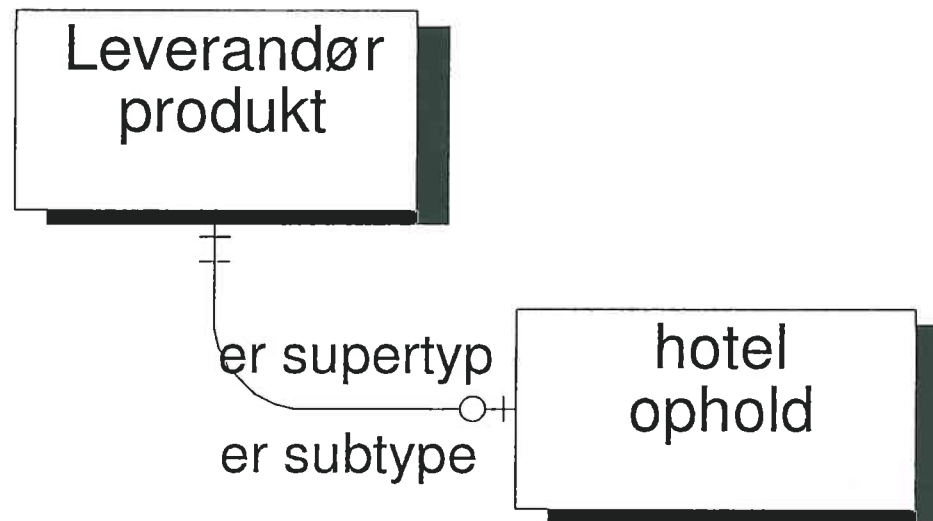 Leverandør
produkt
er supertyp
hotel
ophold
er subtype